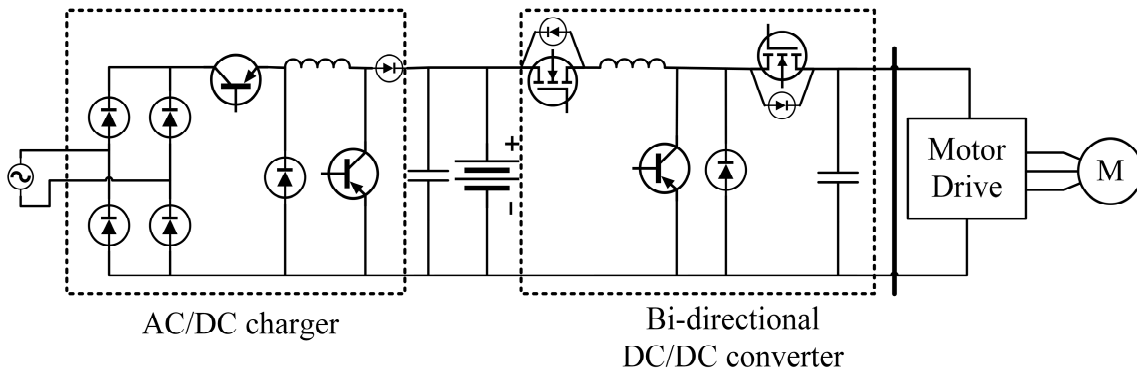 +
–
Motor
Drive
M
AC/DC charger
Bi-directional
DC/DC converter